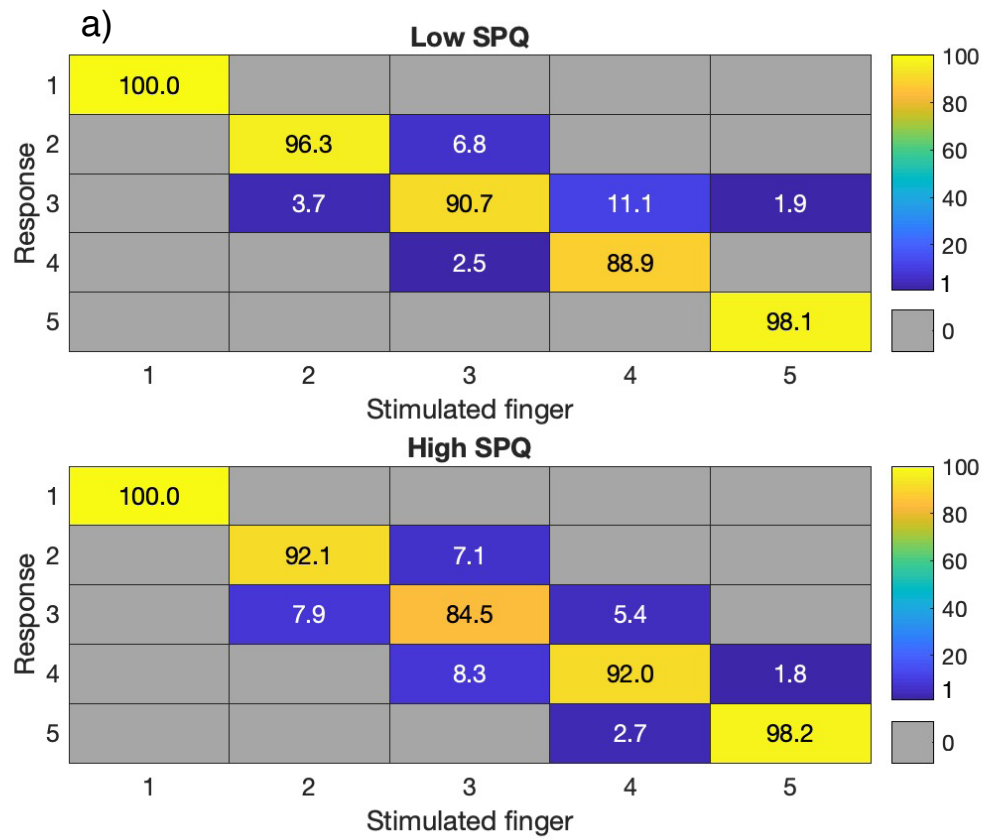 a)
Low SPQ
Response
1 100.0
2 96.3 6.8
3 3.7 90.7 11.1 1.9
4 2.5 88.9
5 98.1
1 2 3 4 5
Stimulated finger
100
80
60
40
20
1
0
High SPQ
Response
1 100.0
2 92.1 7.1
3 7.9 84.5 5.4
4 8.3 92.0 1.8
5 2.7 98.2
1 2 3 4 5
Stimulated finger
100
80
60
40
20
1
0